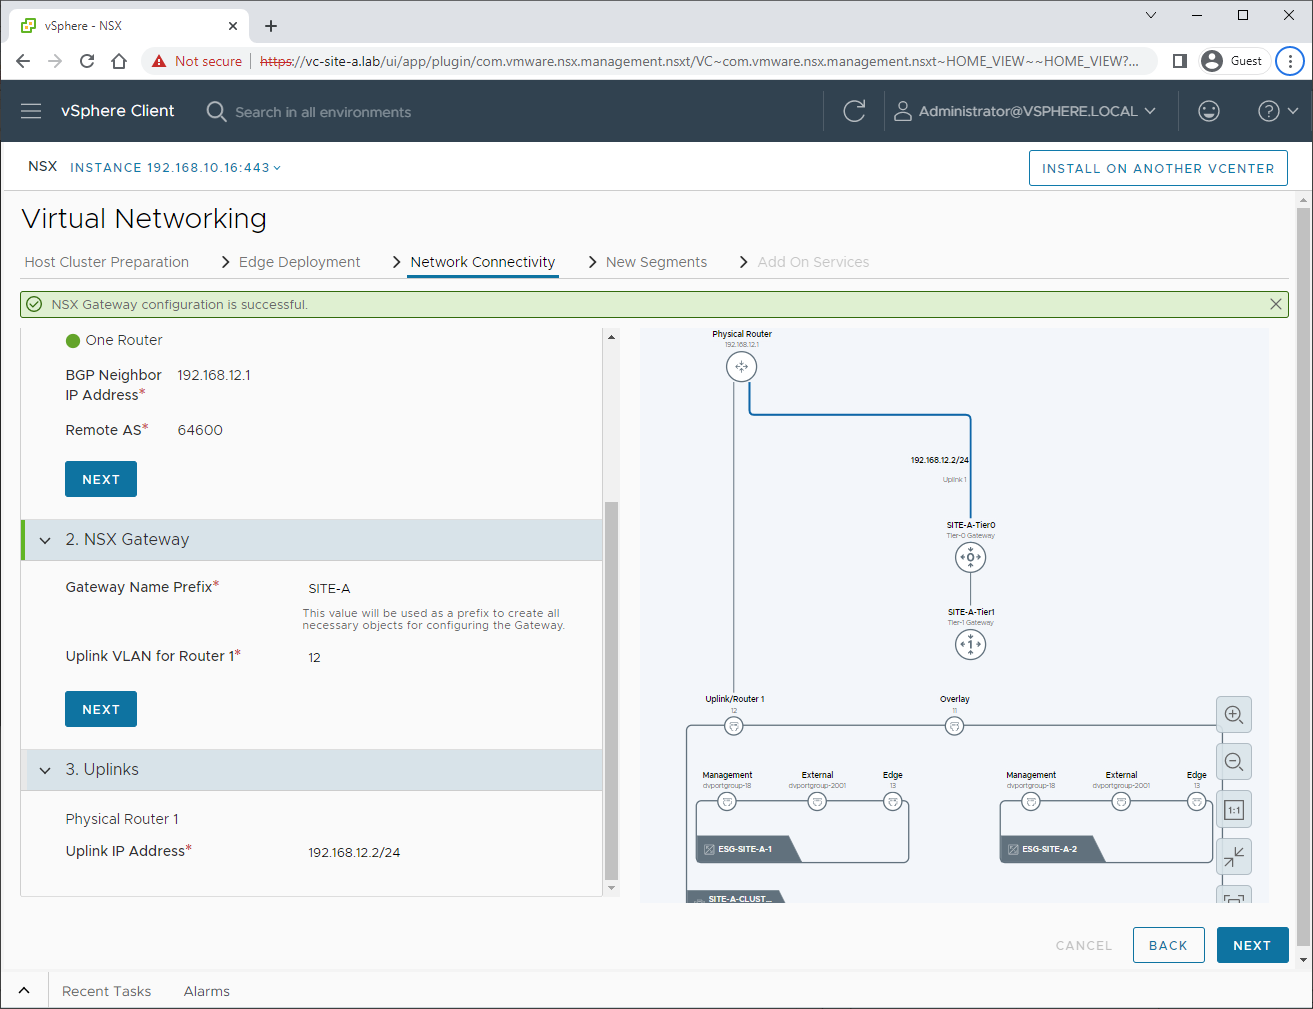 vSphere - NSX
Not secure
https://vc-site-a.lab/ui/app/plugin/com.vmware.nsx.management.nsxt/VC~com.vmware.nsx.management.nsxt~HOME_VIEW~~HOME_VIEW?...
Guest
vSphere Client
Search in all environments
Administrator@VSPHERE.LOCAL
NSX
INSTANCE 192.168.10.16:443
INSTALL ON ANOTHER VCENTER
Virtual Networking
Host Cluster Preparation
Edge Deployment
Network Connectivity
New Segments
Add On Services
NSX Gateway configuration is successful.
One Router
BGP Neighbor
IP Address*
192.168.12.1
Remote AS*
64600
NEXT
2. NSX Gateway
Gateway Name Prefix*
SITE-A
This value will be used as a prefix to create all
necessary objects for configuring the Gateway.
Uplink VLAN for Router 1*
12
NEXT
3. Uplinks
Physical Router 1
Uplink IP Address*
192.168.12.2/24
Physical Router
192.168.12.1
192.168.12.2/24
Uplink 1
SITE-A-Tier0
Tier-0 Gateway
0
SITE-A-Tier1
Tier-1 Gateway
1
Uplink/Router 1
12
Overlay
11
Management
dvportgroup-18
External
dvportgroup-2001
Edge
13
ESG-SITE-A-1
Management
dvportgroup-18
External
dvportgroup-2001
Edge
13
ESG-SITE-A-2
SITE-A-CLUST...
1:1
CANCEL
BACK
NEXT
Recent Tasks
Alarms